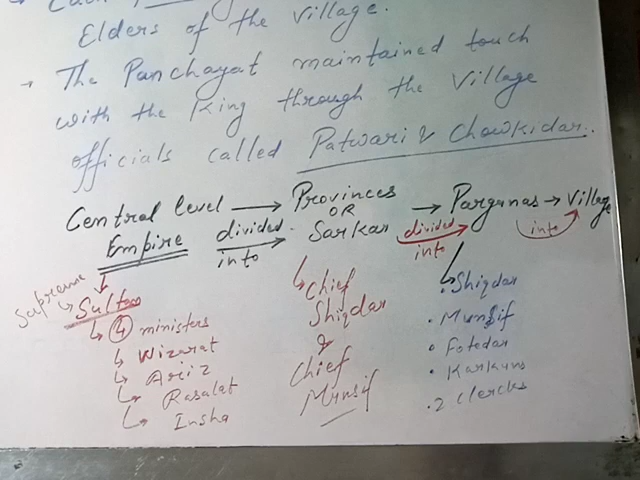 Elders of the Village.
→ The Panchayat maintained touch
with the King through the Village
officials called Patwari & Chowkidar..
Central level → Provinces → Parganas → Village
OR
Empire divided into Sarkar divided into into
Supreme
Sultan
4 ministers
Wizarat
Ariz
Rasalat
Insha
Chief
Shiqdar
&
Chief
Munsif
• Shiqdar
• Munsif
• Fotedar
• Karkuns
• 2 Clercks